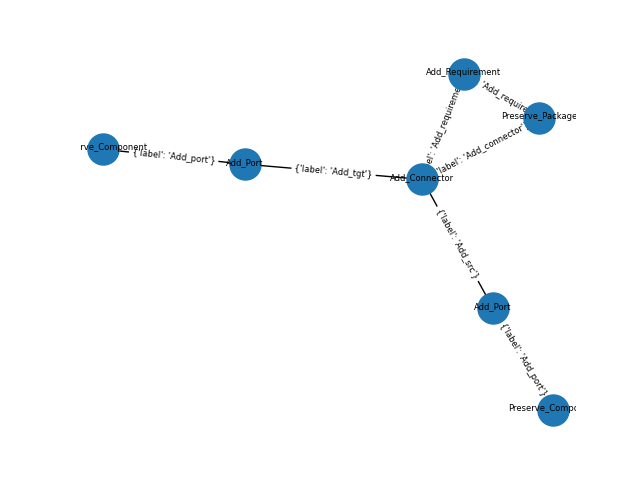 Add_Requirement
'Add_require
Preserve_Package
el': 'Add_requireme
'label': 'Add_connector'
rve_Component
{'label': 'Add_port'}
Add_Port
{'label': 'Add_tgt'}
Add_Connector
{'label': 'Add_src'}
Add_Port
{'label': 'Add_port'}
Preserve_Compo